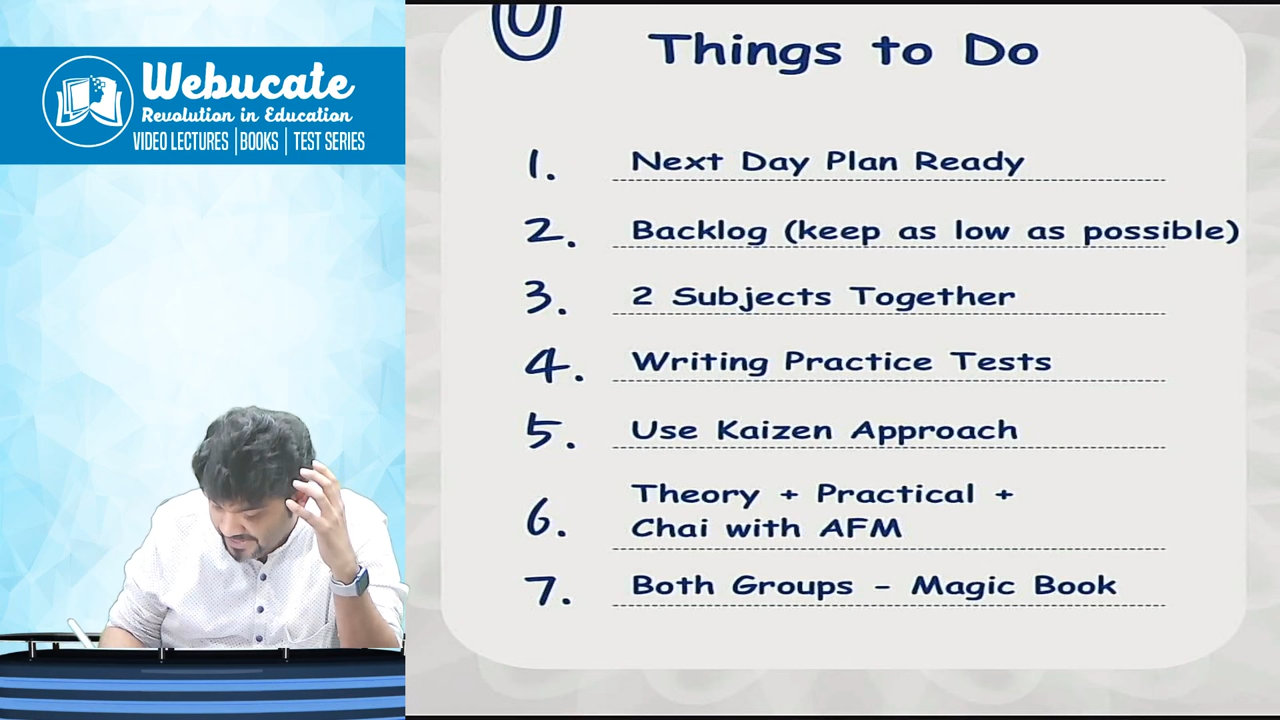 Webucate
Revolution in Education
VIDEO LECTURES | BOOKS | TEST SERIES
Things to Do
1. Next Day Plan Ready
2. Backlog (keep as low as possible)
3. 2 Subjects Together
4. Writing Practice Tests
5. Use Kaizen Approach
6. Theory + Practical +
Chai with AFM
7. Both Groups - Magic Book